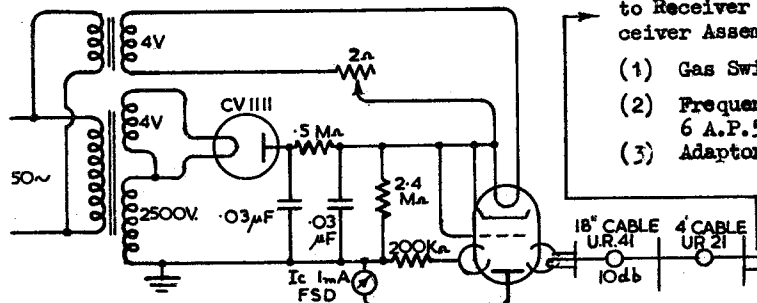 to Receiver
ceiver Assem
(1) Gas Swi
(2) Frequen
6 A.P.5
(3) Adaptor
4V
2Ω
CV1111
4V
.5 MΩ
50~
2500V.
.03μF
.03
μF
2.4
MΩ
200KΩ
Ic 1mA
FSD
18" CABLE
U.R.41
10db
4' CABLE
UR 21